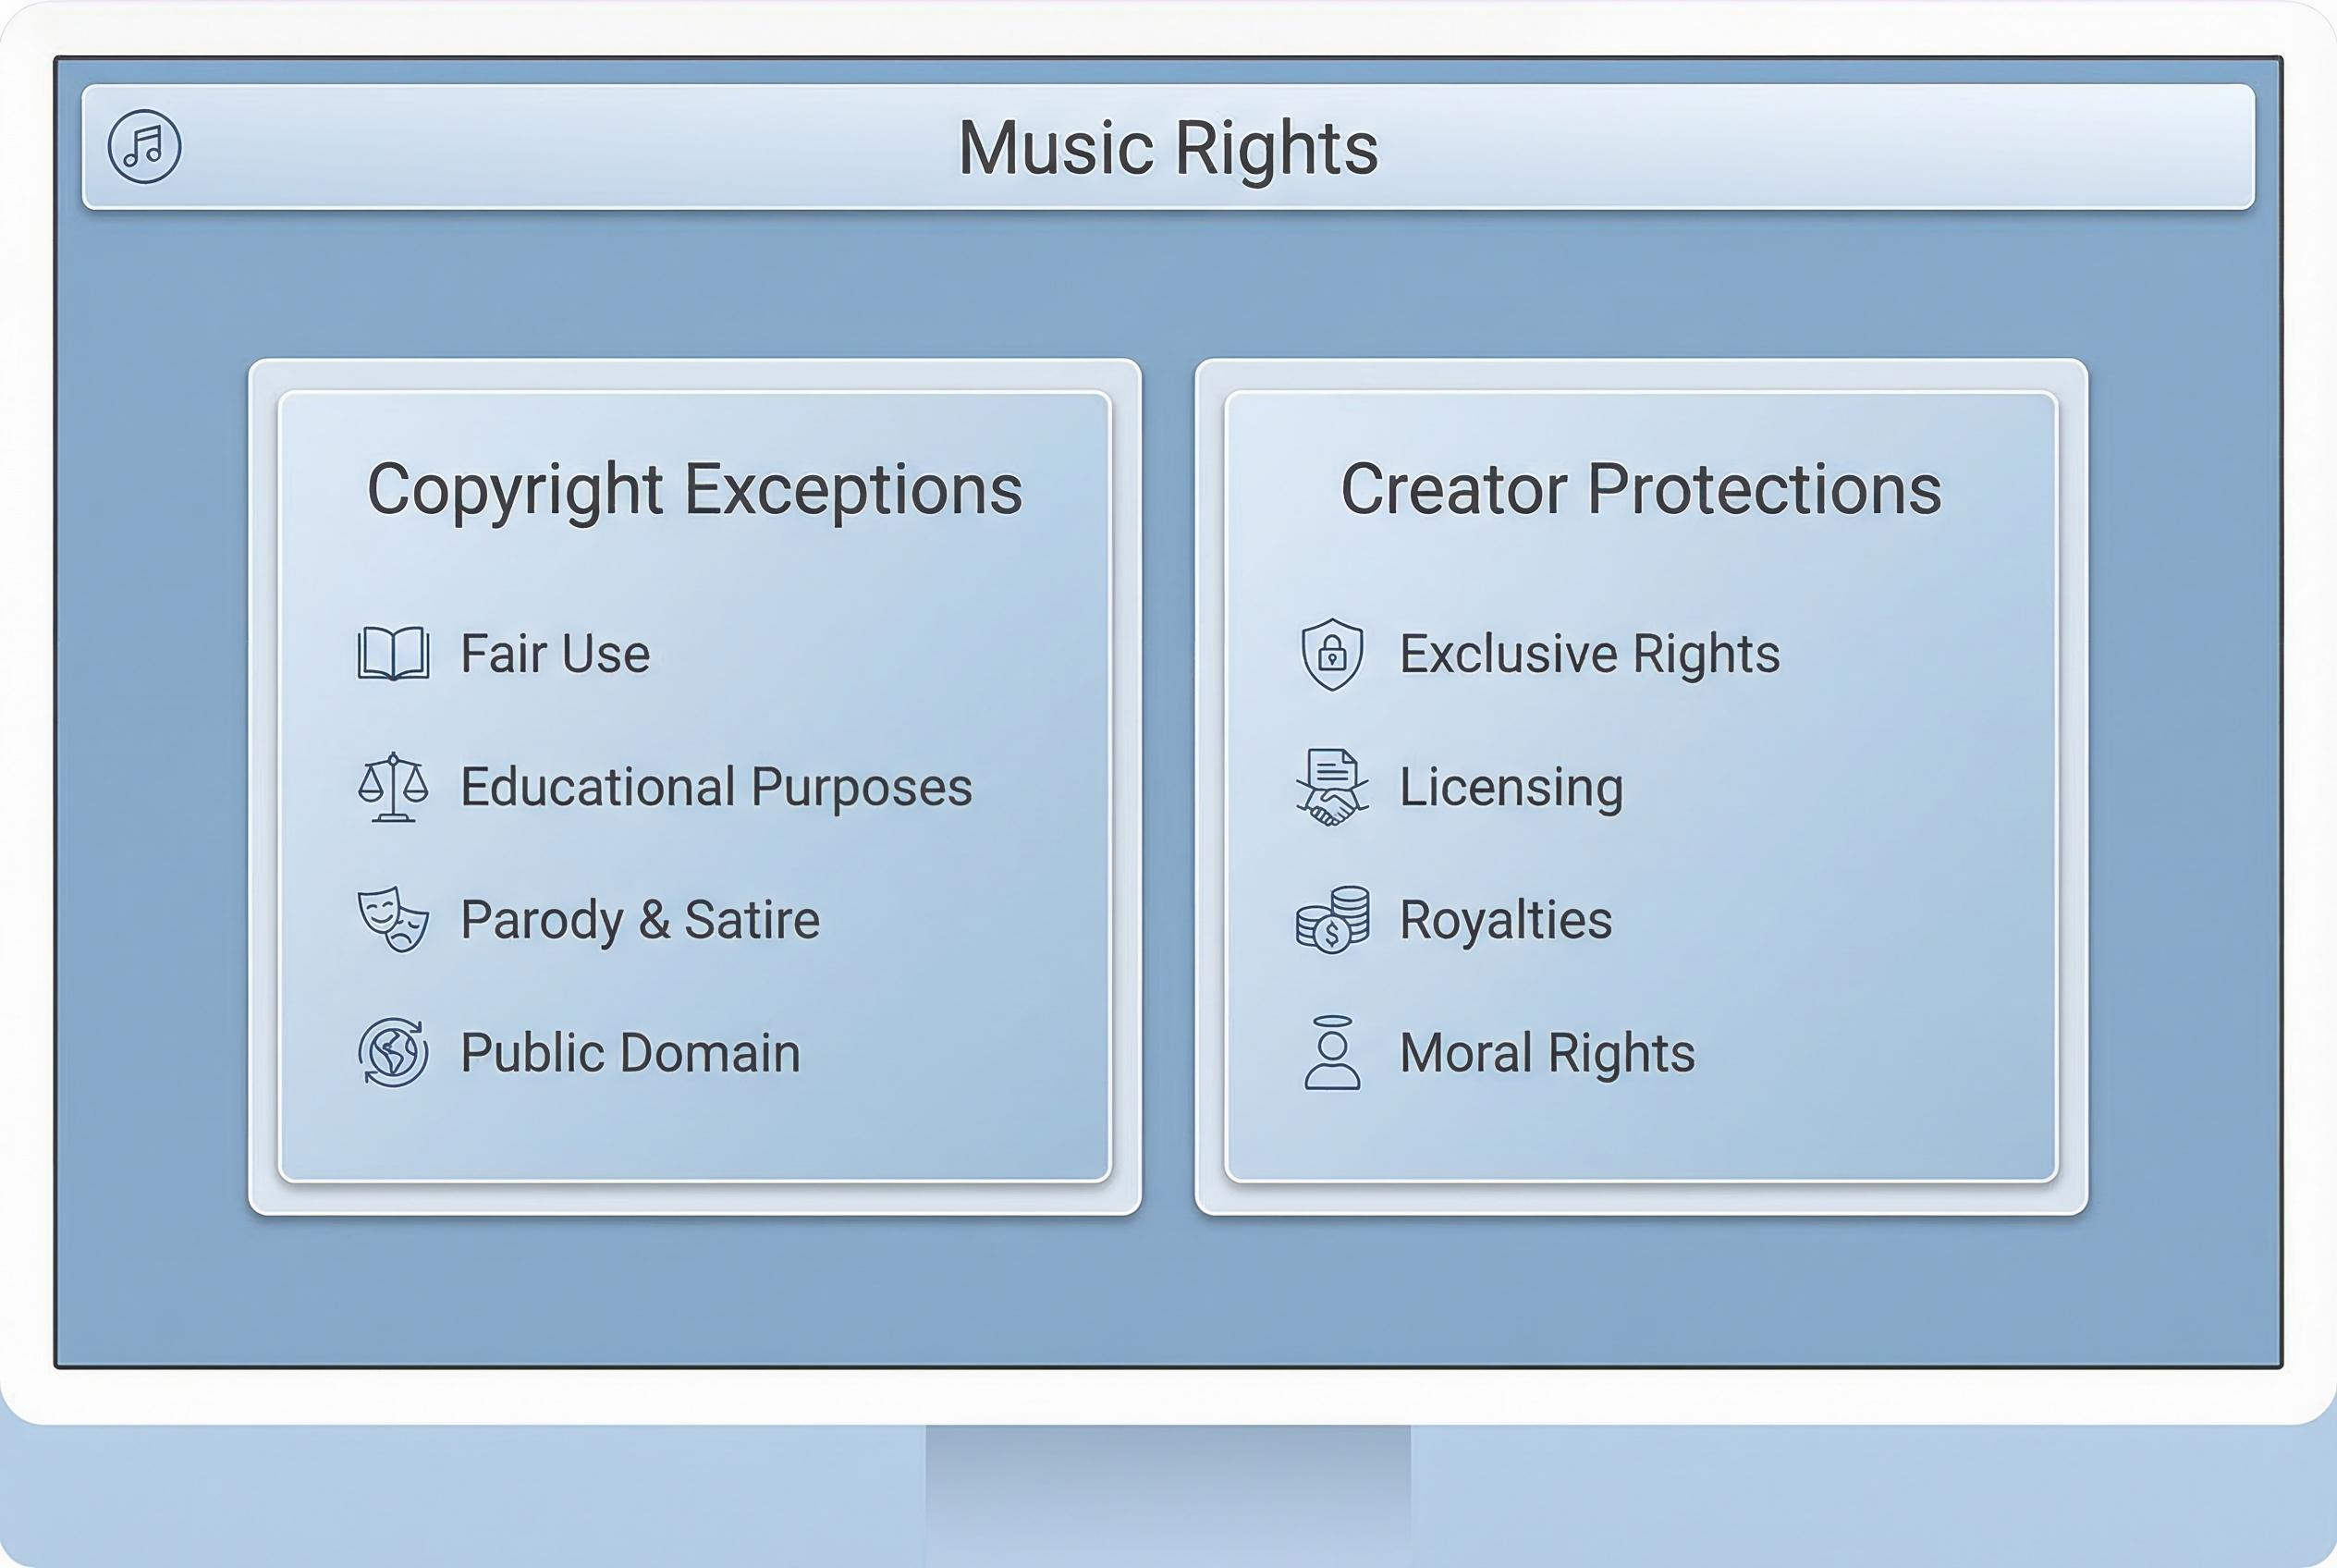 Music Rights
Copyright Exceptions
Fair Use
Educational Purposes
Parody & Satire
Public Domain
Creator Protections
Exclusive Rights
Licensing
Royalties
Moral Rights